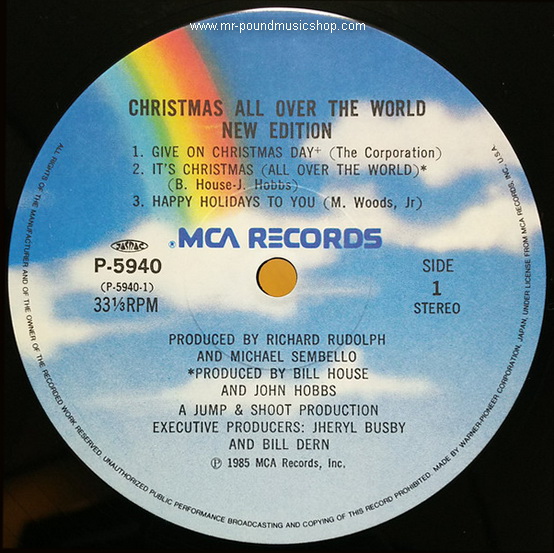 www.mr-poundmusicshop.com
CHRISTMAS ALL OVER THE WORLD
NEW EDITION
1. GIVE ON CHRISTMAS DAY+ (The Corporation)
2. IT'S CHRISTMAS (ALL OVER THE WORLD)*
(B. House-J. Hobbs)
3. HAPPY HOLIDAYS TO YOU (M. Woods, Jr)
JASRAC
® MCA RECORDS
P-5940
(P-5940-1)
33⅓RPM
SIDE
1
STEREO
PRODUCED BY RICHARD RUDOLPH
AND MICHAEL SEMBELLO
*PRODUCED BY BILL HOUSE
AND JOHN HOBBS
A JUMP & SHOOT PRODUCTION
EXECUTIVE PRODUCERS: JHERYL BUSBY
AND BILL DERN
Ⓟ 1985 MCA Records, Inc.
ALL RIGHTS OF THE MANUFACTURER AND OF THE OWNER OF THE RECORDED WORK RESERVED. UNAUTHORIZED PUBLIC PERFORMANCE BROADCASTING AND COPYING OF THIS RECORD PROHIBITED. MADE BY WARNER-PIONEER CORPORATION, JAPAN, UNDER LICENSE FROM MCA RECORDS, INC., U.S.A.